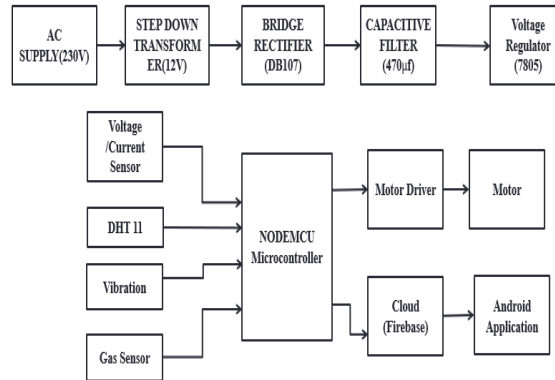 AC
SUPPLY(230V)
STEP DOWN
TRANSFORM
ER(12V)
BRIDGE
RECTIFIER
(DB107)
CAPACITIVE
FILTER
(470µf)
Voltage
Regulator
(7805)
Voltage
/Current
Sensor
DHT 11
Vibration
Gas Sensor
NODEMCU
Microcontroller
Motor Driver
Motor
Cloud
(Firebase)
Android
Application